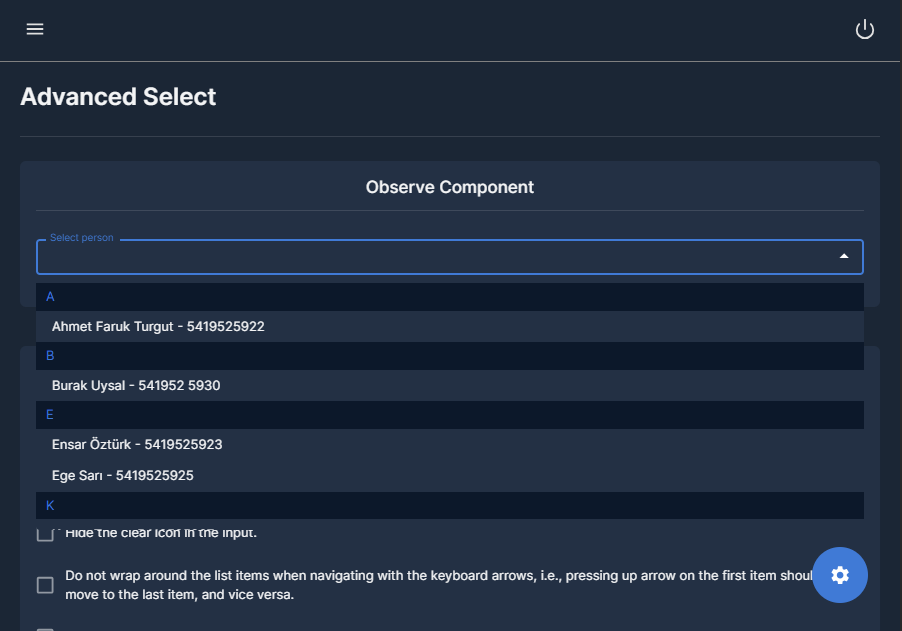 Advanced Select
Observe Component
Select person
A
Ahmet Faruk Turgut - 5419525922
B
Burak Uysal - 541952 5930
E
Ensar Öztürk - 5419525923
Ege Sarı - 5419525925
K
Hide the clear icon in the input.
Do not wrap around the list items when navigating with the keyboard arrows, i.e., pressing up arrow on the first item
move to the last item, and vice versa.